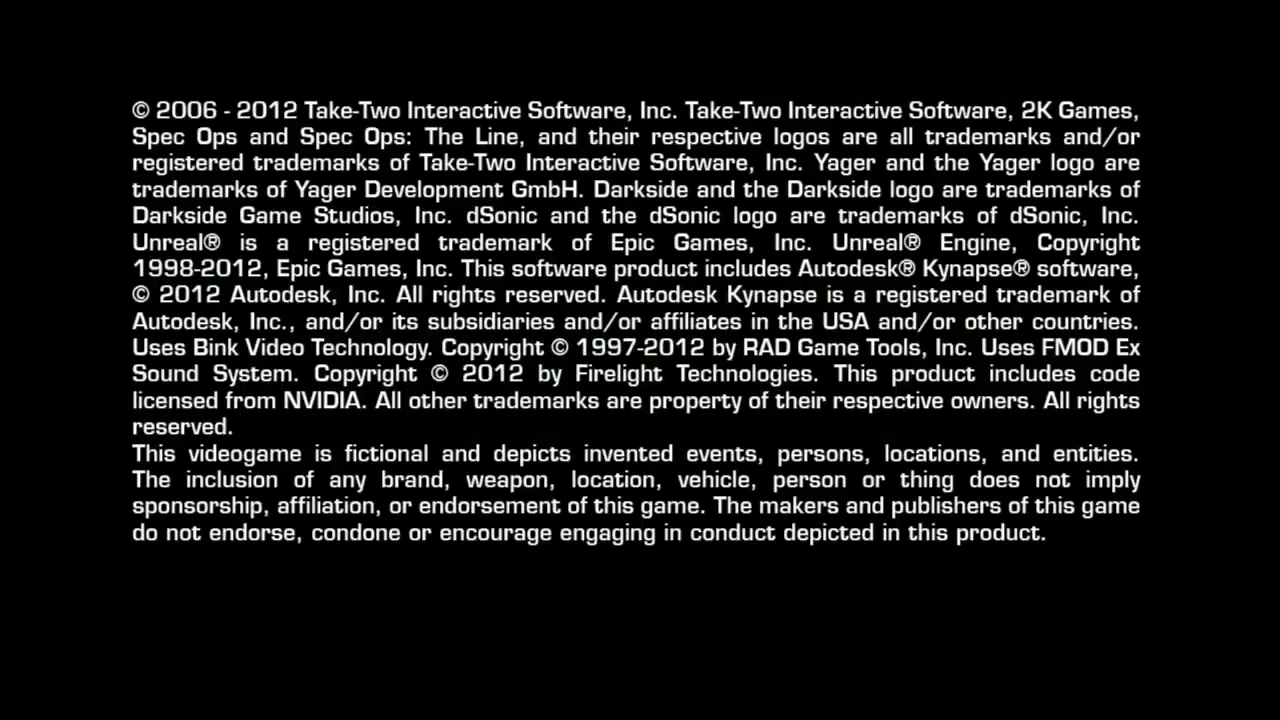 © 2006 - 2012 Take-Two Interactive Software, Inc. Take-Two Interactive Software, 2K Games,
Spec Ops and Spec Ops: The Line, and their respective logos are all trademarks and/or
registered trademarks of Take-Two Interactive Software, Inc. Yager and the Yager logo are
trademarks of Yager Development GmbH. Darkside and the Darkside logo are trademarks of
Darkside Game Studios, Inc. dSonic and the dSonic logo are trademarks of dSonic, Inc.
Unreal® is a registered trademark of Epic Games, Inc. Unreal® Engine, Copyright
1998-2012, Epic Games, Inc. This software product includes Autodesk® Kynapse® software,
© 2012 Autodesk, Inc. All rights reserved. Autodesk Kynapse is a registered trademark of
Autodesk, Inc., and/or its subsidiaries and/or affiliates in the USA and/or other countries.
Uses Bink Video Technology. Copyright © 1997-2012 by RAD Game Tools, Inc. Uses FMOD Ex
Sound System. Copyright © 2012 by Firelight Technologies. This product includes code
licensed from NVIDIA. All other trademarks are property of their respective owners. All rights
reserved.
This videogame is fictional and depicts invented events, persons, locations, and entities.
The inclusion of any brand, weapon, location, vehicle, person or thing does not imply
sponsorship, affiliation, or endorsement of this game. The makers and publishers of this game
do not endorse, condone or encourage engaging in conduct depicted in this product.